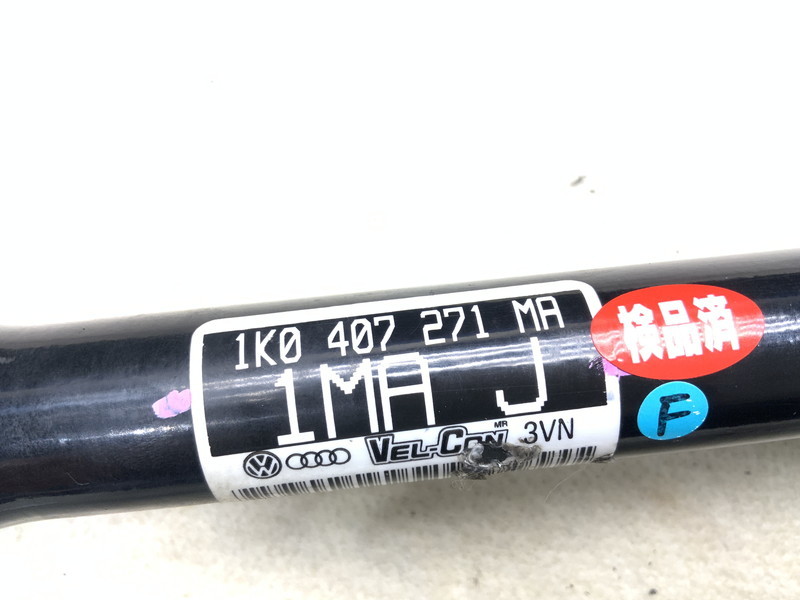 1K0 407 271 MA
1MA J
VEL-CON MR 3VN
検品済
F